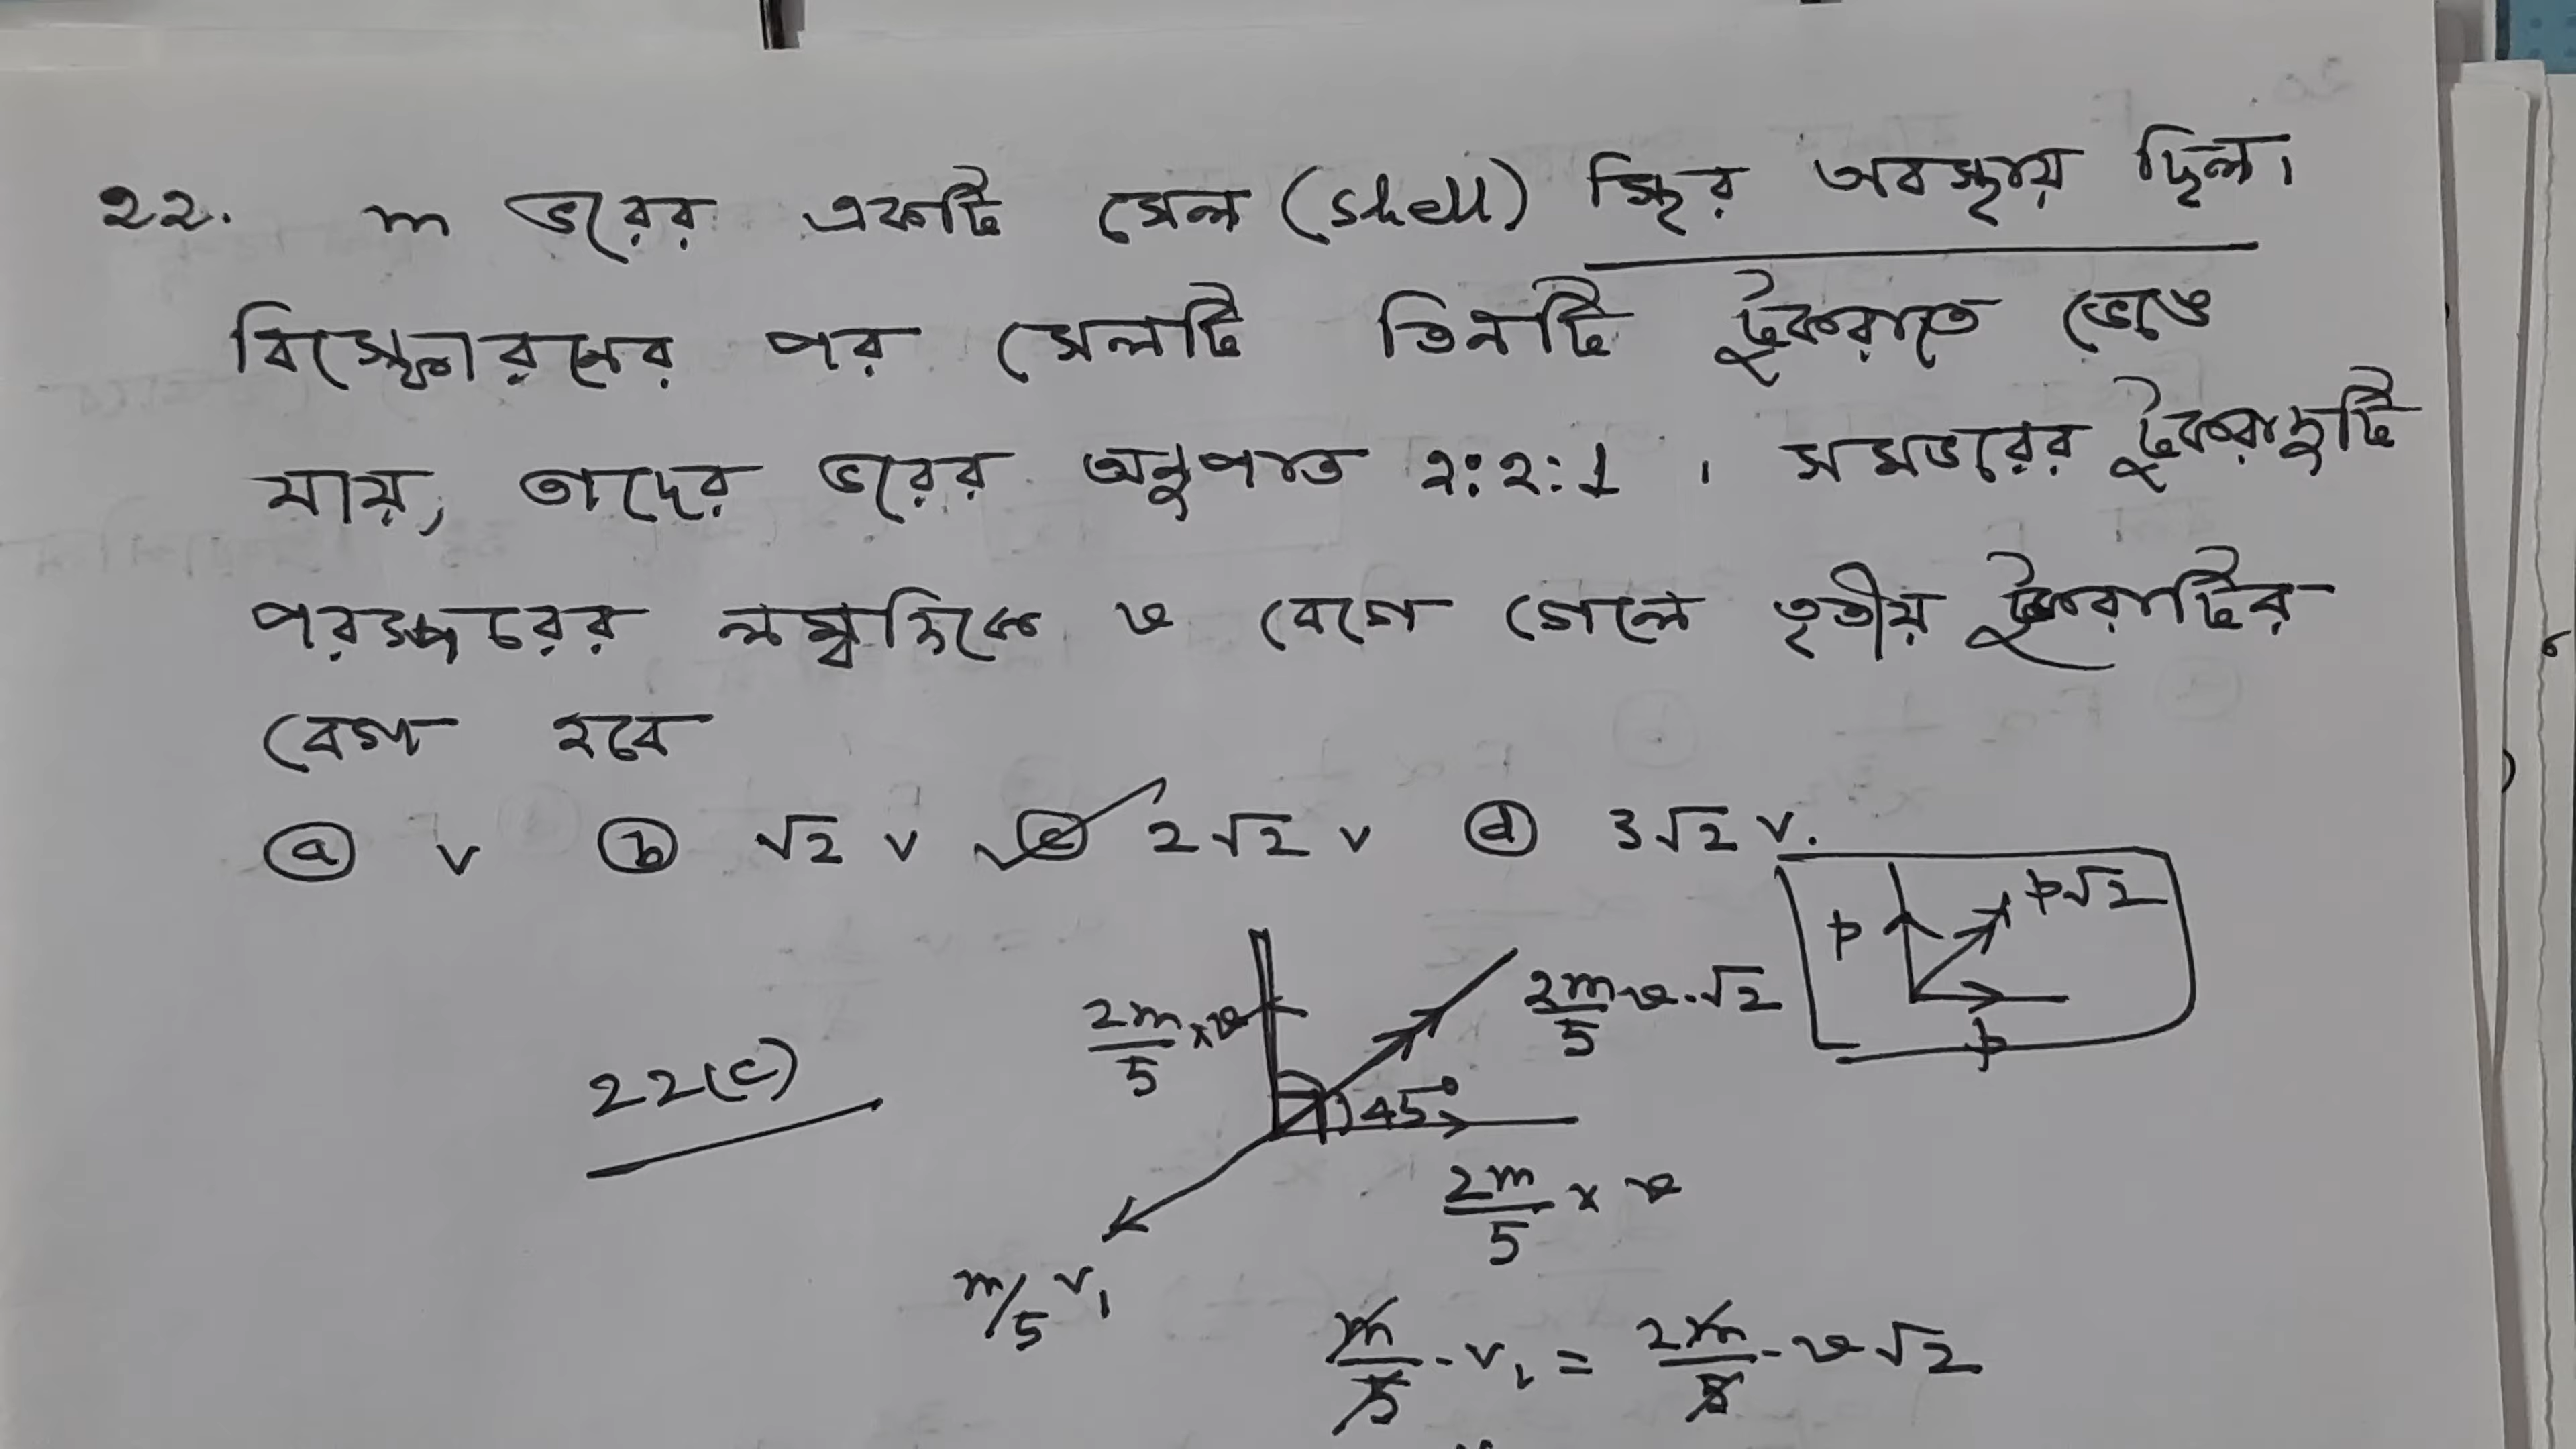 22. m ভরের একটি সেল (shell) স্থির অবস্থায় ছিল।
বিস্ফোরনের পর সেলটি তিনটি টুকরাতে ভেঙে
যায়, তাদের ভরের অনুপাত 2:2:1 । সমভরের টুকরাদুটি
পরস্পরের লম্বদিকে v বেগে গেলে তৃতীয় টুকরাটির
বেগ হবে
(a) v (b) √2 v (c) 2√2 v (d) 3√2 v.
p p√2
p
2m/5 × v 2m/5 v·√2
22(c) 45°
2m/5 × v
m/5 v₁
m/5 · v₁ = 2m/5 · v√2